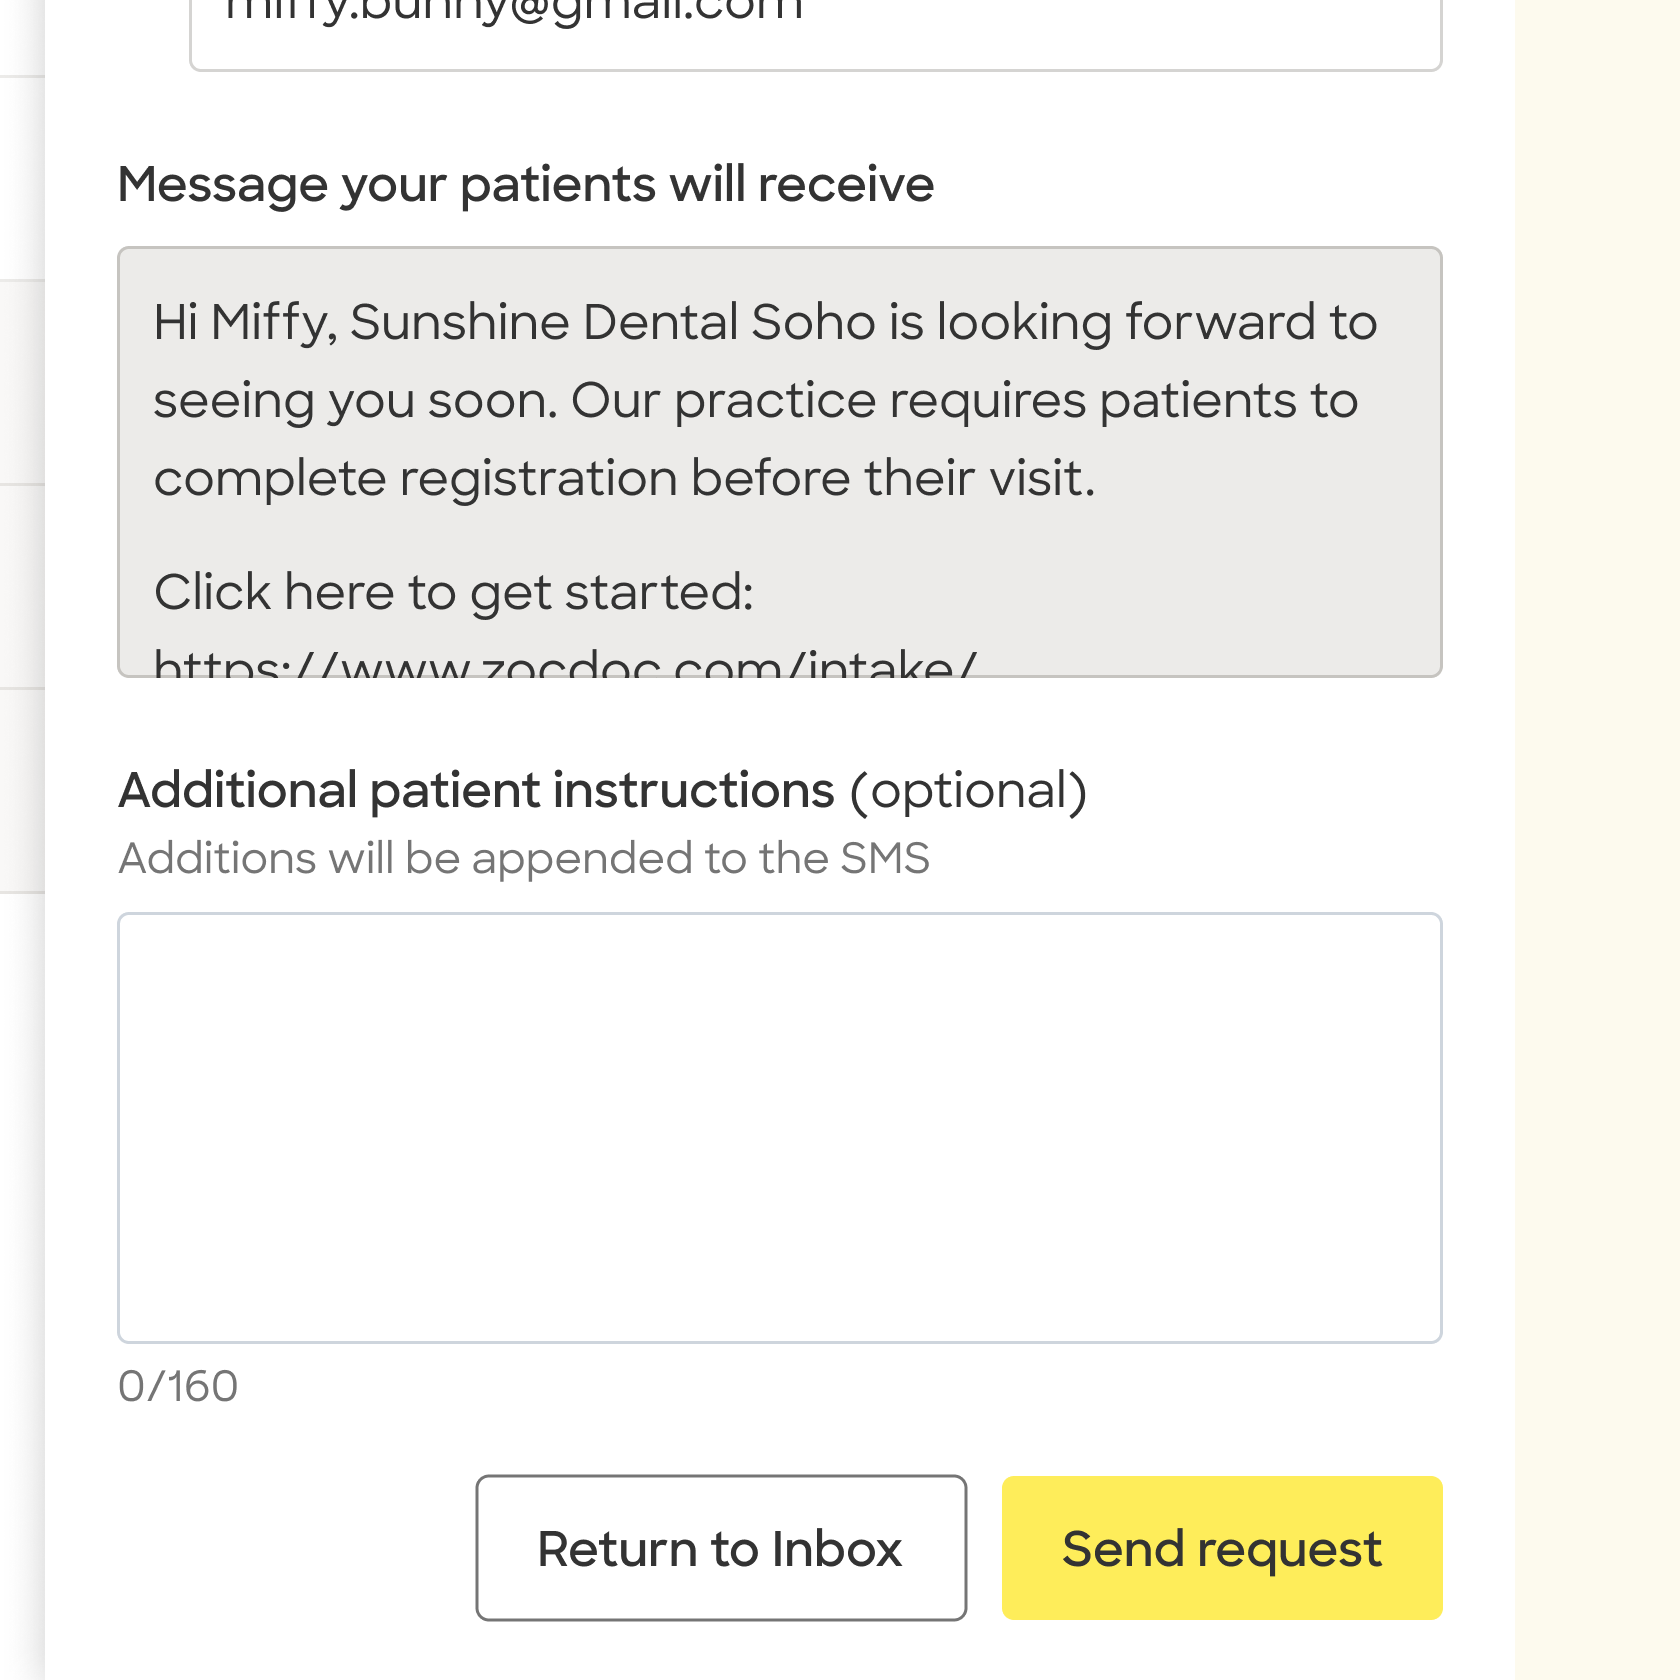 miffy.bunny@gmail.com
Message your patients will receive
Hi Miffy, Sunshine Dental Soho is looking forward to
seeing you soon. Our practice requires patients to
complete registration before their visit.
Click here to get started:
https://www.zocdoc.com/intake/
Additional patient instructions (optional)
Additions will be appended to the SMS
0/160
Return to Inbox
Send request